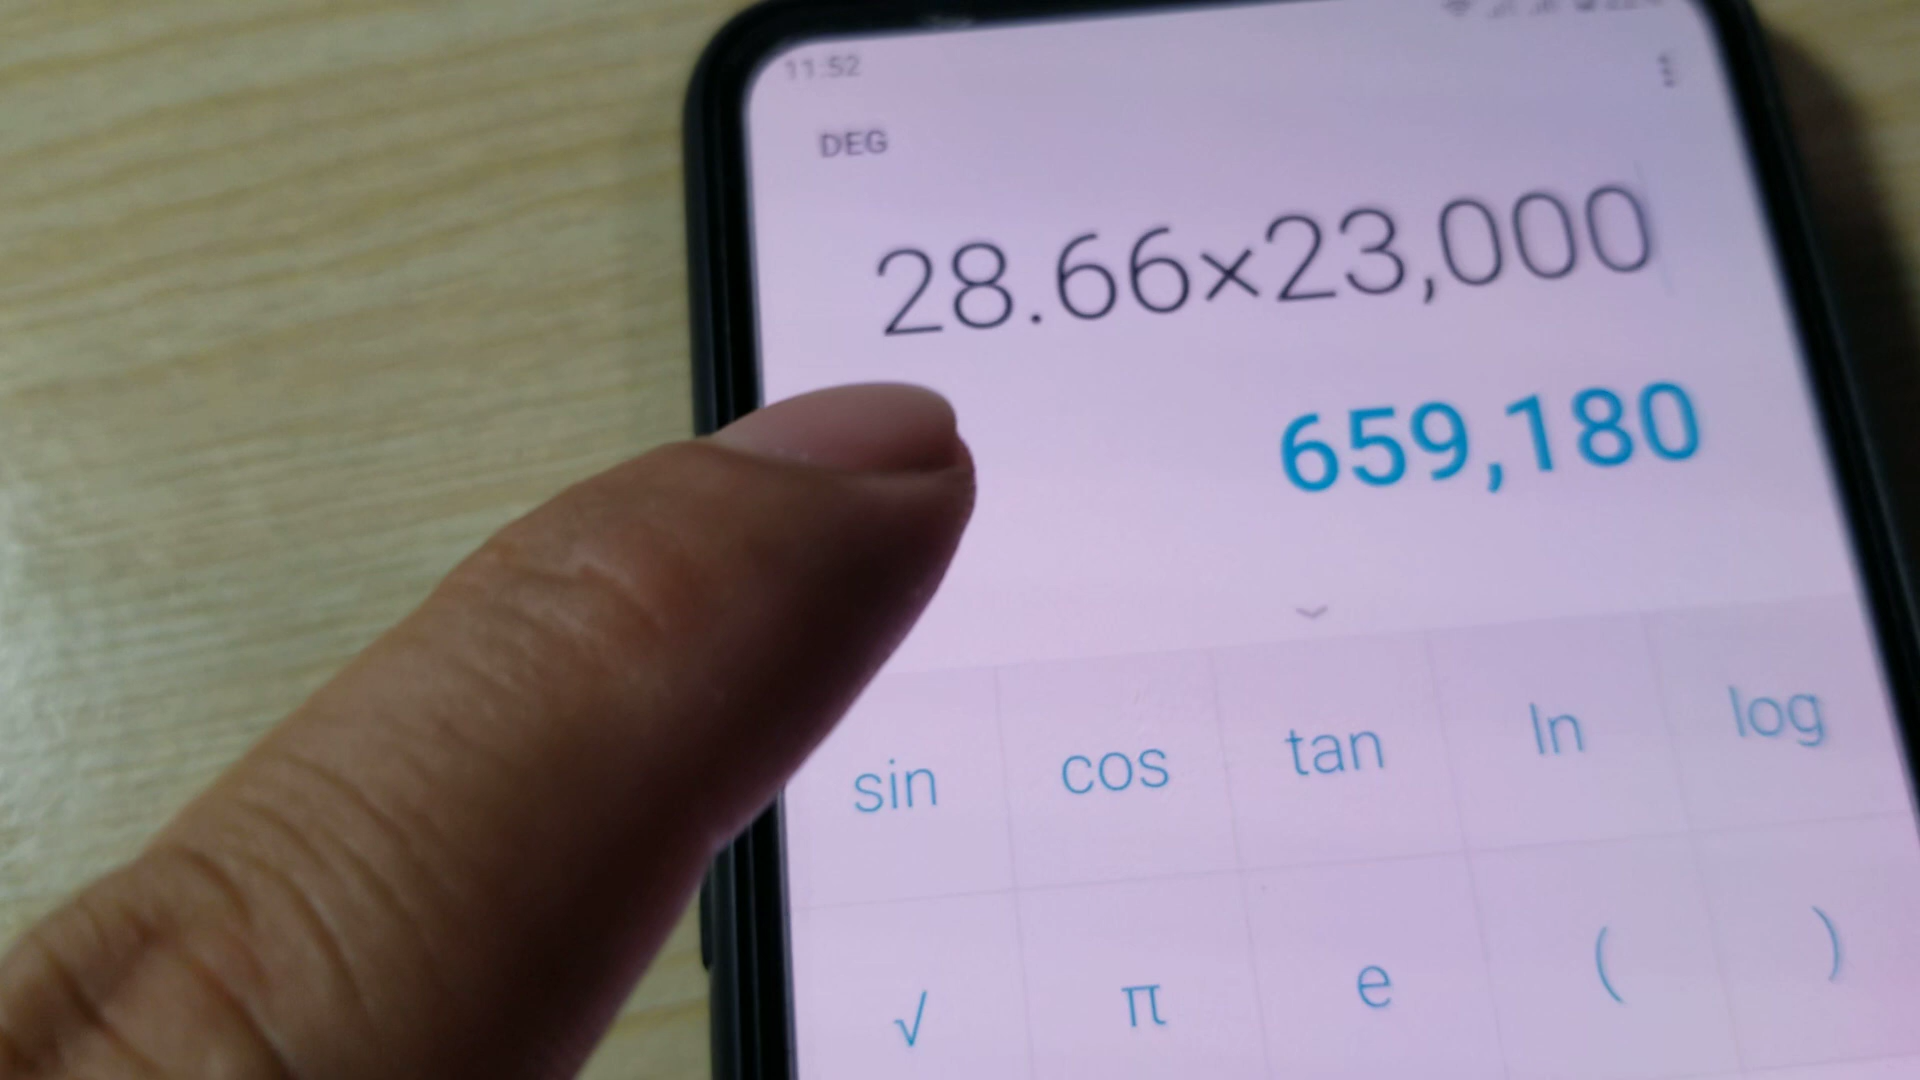 11:52
DEG
28.66×23,000
659,180
sin cos tan ln log
√ π e ( )